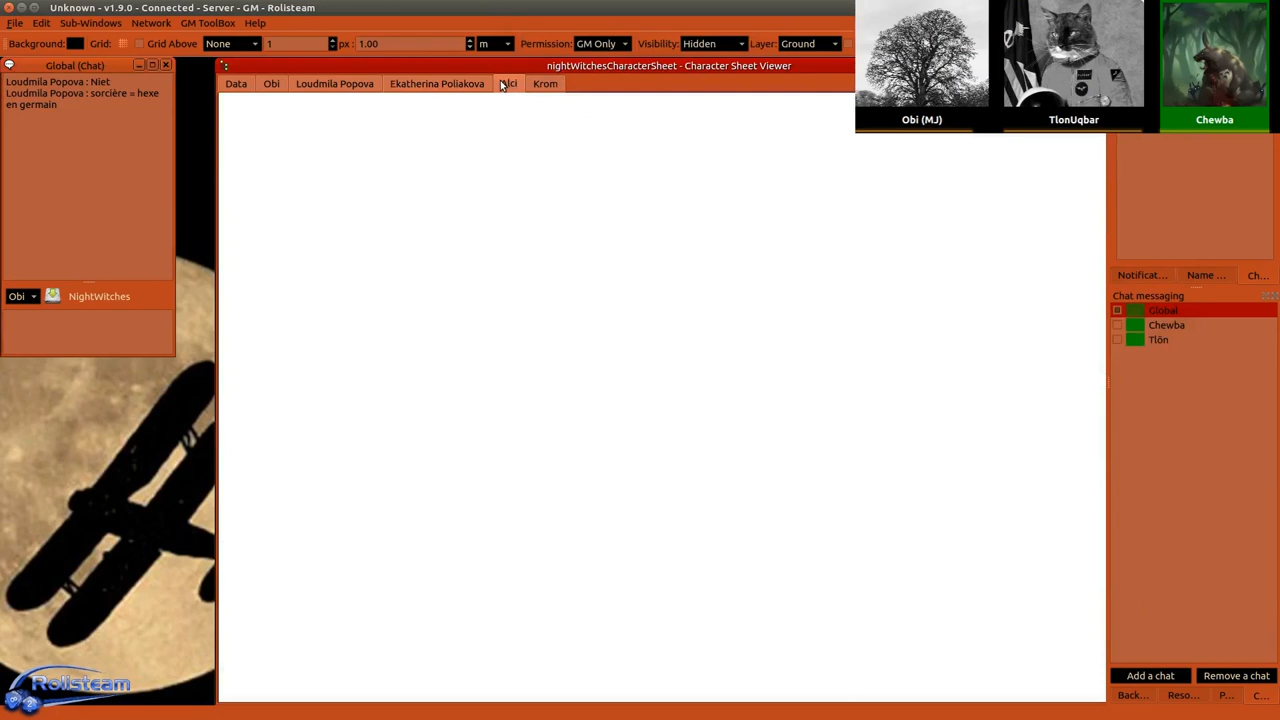 Unknown - v1.9.0 - Connected - Server - GM - Rolisteam
File Edit Sub-Windows Network GM ToolBox Help
Background: Grid: Grid Above None 1 px : 1.00 m Permission: GM Only Visibility: Hidden Layer: Ground
Global (Chat)
Loudmila Popova : Niet
Loudmila Popova : sorcière = hexe
en germain
Obi NightWitches
nightWitchesCharacterSheet - Character Sheet Viewer
Data Obi Loudmila Popova Ekatherina Poliakova Krom
Obi (MJ) TlonUqbar Chewba
Notificat... Name ... Ch...
Chat messaging
Global
Chewba
Tlön
Add a chat Remove a chat
Back... Reso... P... C...
Rolisteam